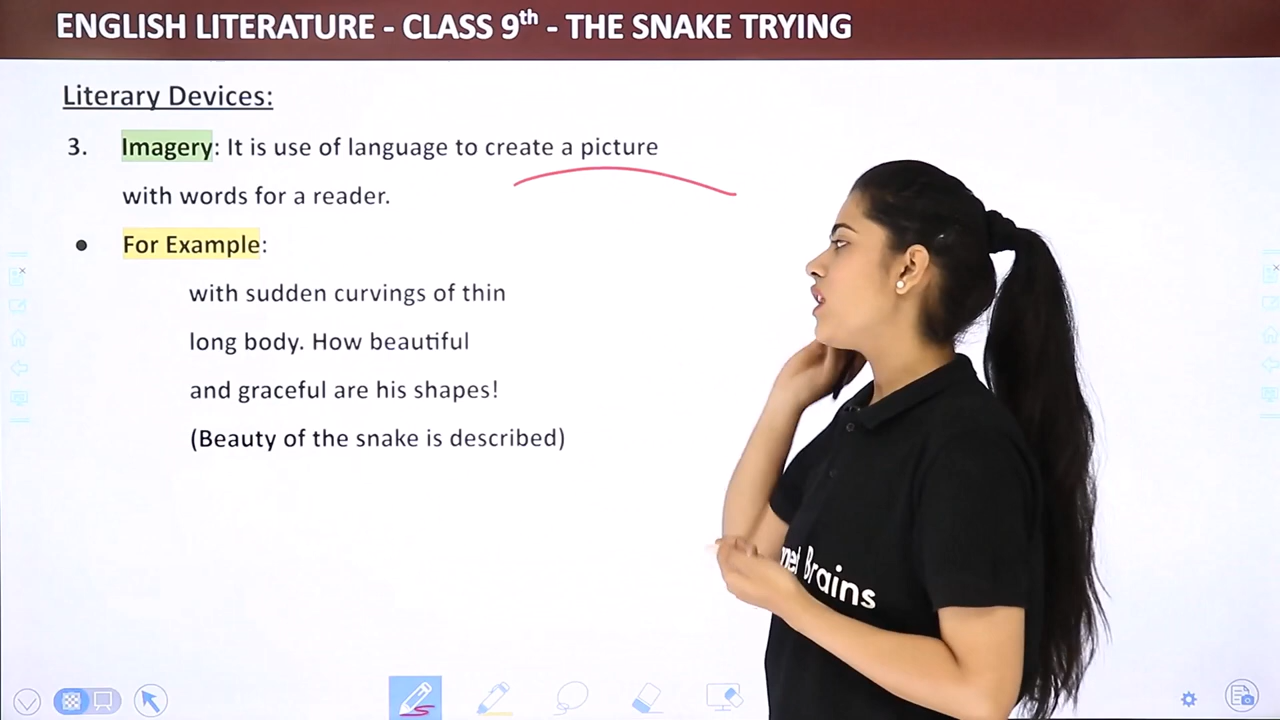 ENGLISH LITERATURE - CLASS 9th - THE SNAKE TRYING
Literary Devices:
3. Imagery: It is use of language to create a picture
with words for a reader.
● For Example:
with sudden curvings of thin
long body. How beautiful
and graceful are his shapes!
(Beauty of the snake is described)
Brains